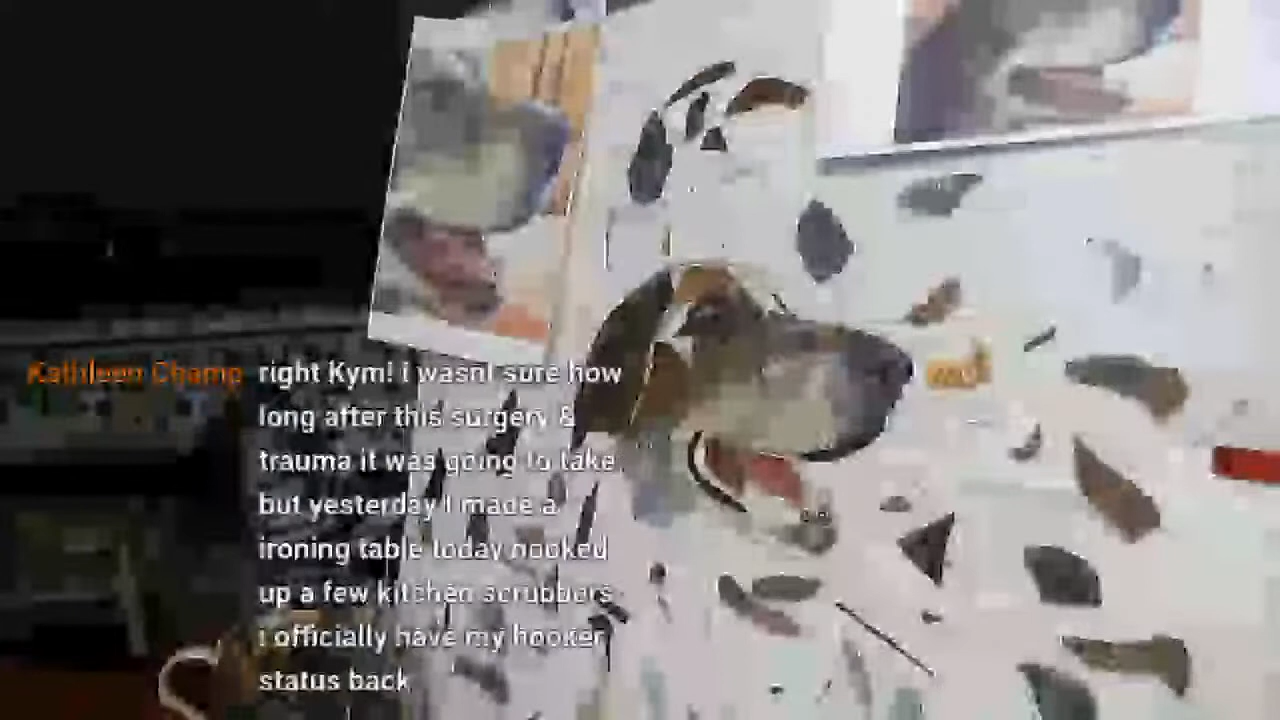 Kathleen Champ right Kym! i wasnt sure how
long after this surgery &
trauma it was going to take
but yesterday I made a
ironing table today hooked
up a few kitchen scrubbers
i officially have my hooker
status back